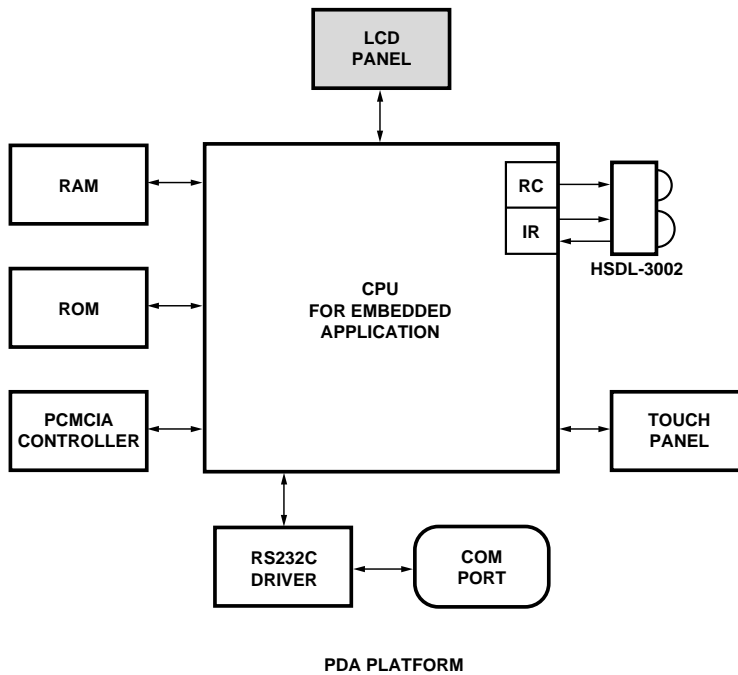 LCD
PANEL
RAM
RC
IR
HSDL-3002
ROM
CPU
FOR EMBEDDED
APPLICATION
PCMCIA
CONTROLLER
TOUCH
PANEL
RS232C
DRIVER
COM
PORT
PDA PLATFORM